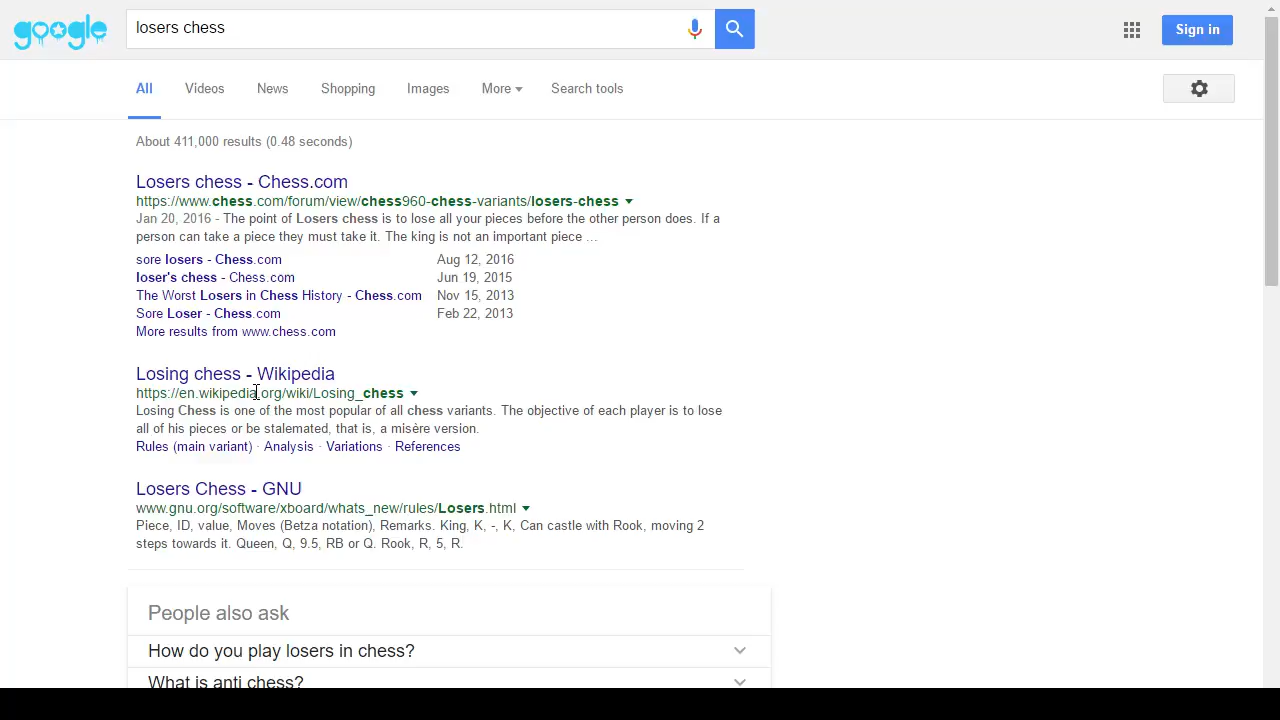 google
losers chess
Sign in
All Videos News Shopping Images More Search tools
About 411,000 results (0.48 seconds)
Losers chess - Chess.com
https://www.chess.com/forum/view/chess960-chess-variants/losers-chess
Jan 20, 2016 - The point of Losers chess is to lose all your pieces before the other person does. If a
person can take a piece they must take it. The king is not an important piece ...
sore losers - Chess.com Aug 12, 2016
loser's chess - Chess.com Jun 19, 2015
The Worst Losers in Chess History - Chess.com Nov 15, 2013
Sore Loser - Chess.com Feb 22, 2013
More results from www.chess.com
Losing chess - Wikipedia
https://en.wikipedia.org/wiki/Losing_chess
Losing Chess is one of the most popular of all chess variants. The objective of each player is to lose
all of his pieces or be stalemated, that is, a misère version.
Rules (main variant) · Analysis · Variations · References
Losers Chess - GNU
www.gnu.org/software/xboard/whats_new/rules/Losers.html
Piece, ID, value, Moves (Betza notation), Remarks. King, K, -, K, Can castle with Rook, moving 2
steps towards it. Queen, Q, 9.5, RB or Q. Rook, R, 5, R.
People also ask
How do you play losers in chess?
What is anti chess?